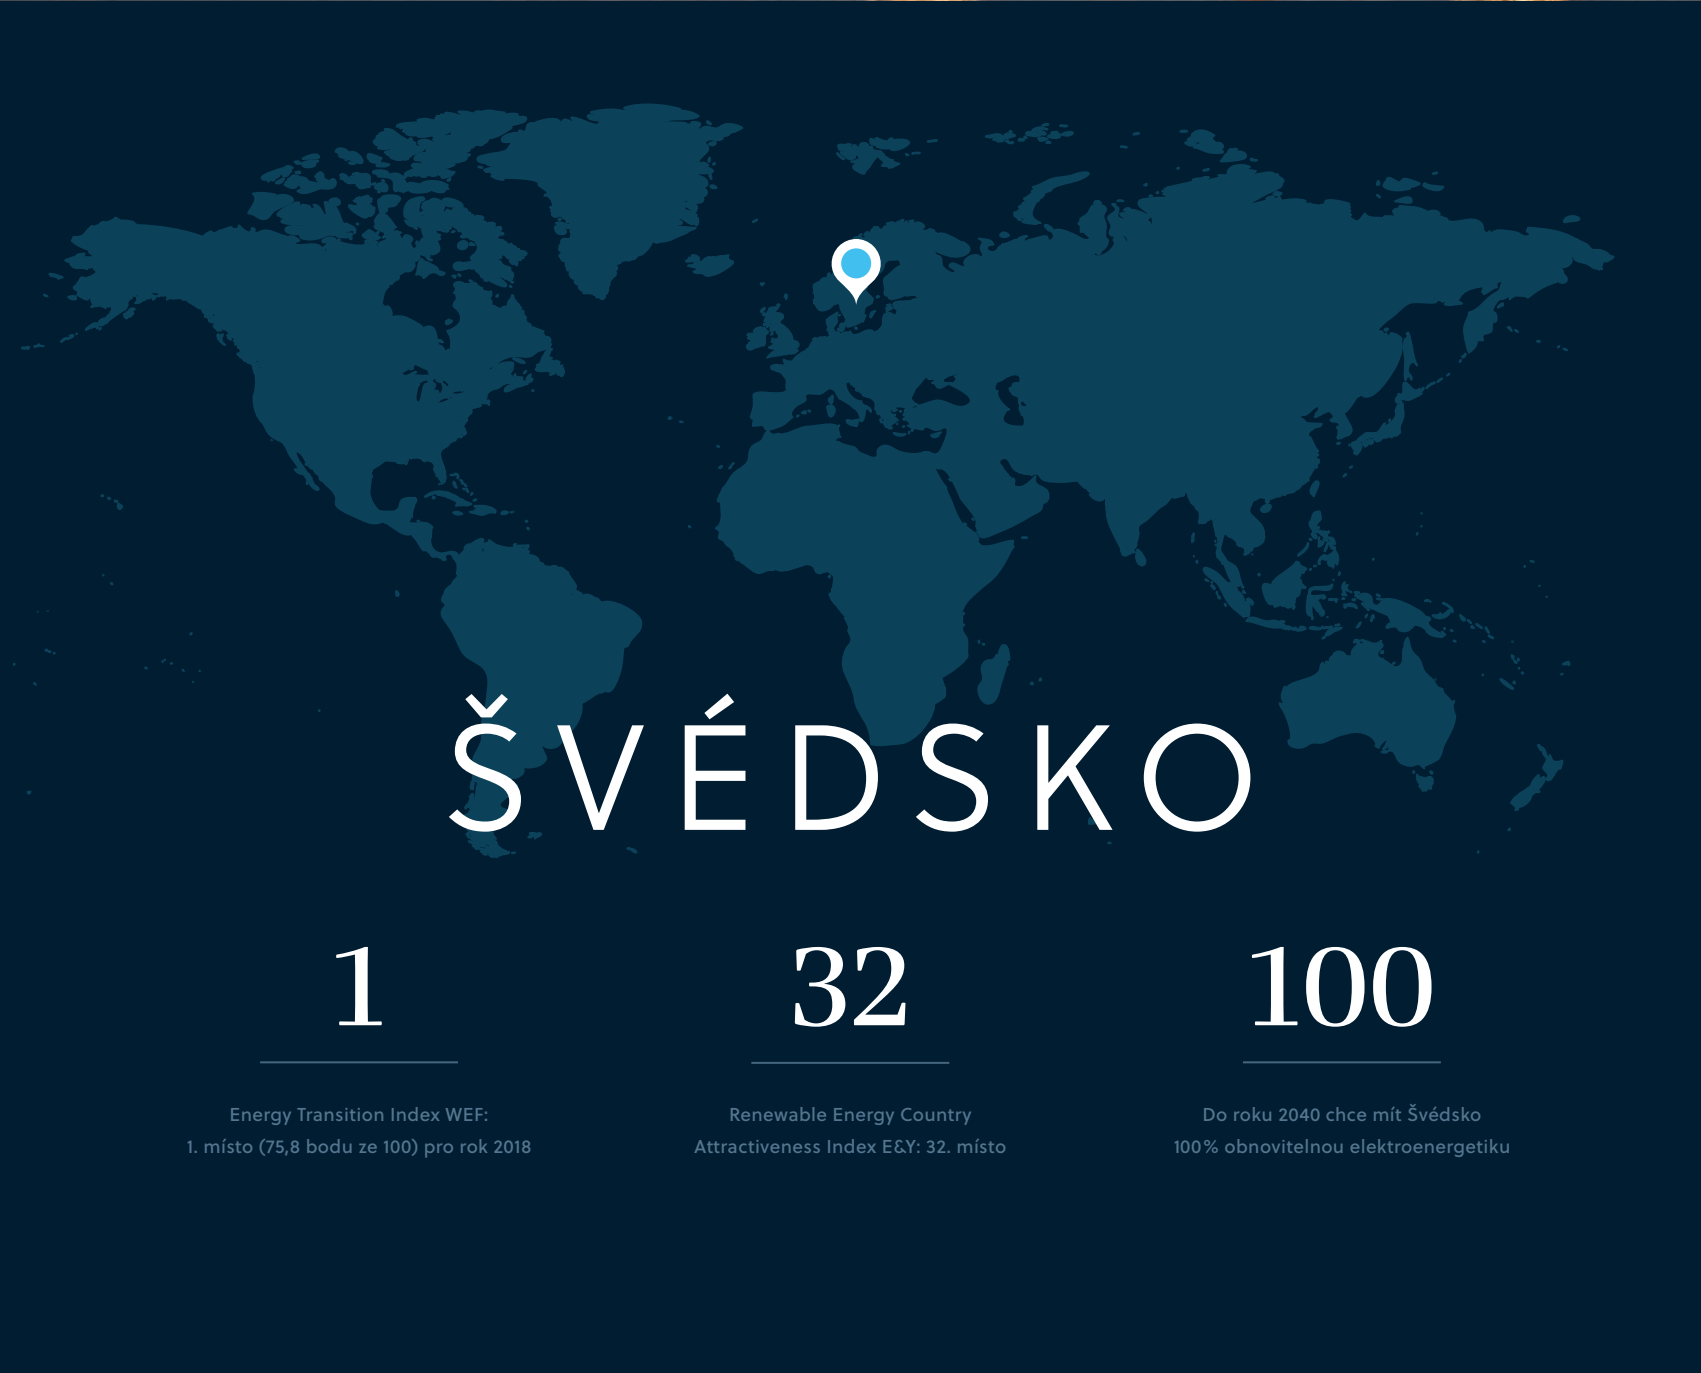 ŠVÉDSKO
1
32
100
Energy Transition Index WEF:
1. místo (75,8 bodu ze 100) pro rok 2018
Renewable Energy Country
Attractiveness Index E&Y: 32. místo
Do roku 2040 chce mít Švédsko
100% obnovitelnou elektroenergetiku